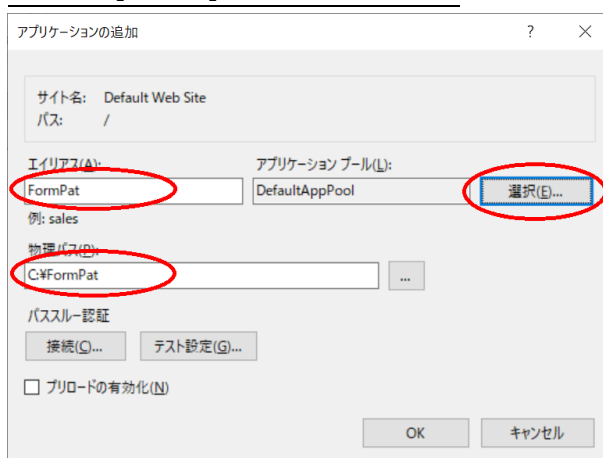 アプリケーションの追加 ?
サイト名: Default Web Site
パス: /
エイリアス(A): アプリケーション プール(L):
FormPat DefaultAppPool 選択(E)...
例: sales
物理パス(P):
C:¥FormPat ...
パススルー認証
接続(C)... テスト設定(G)...
プリロードの有効化(N)
OK キャンセル